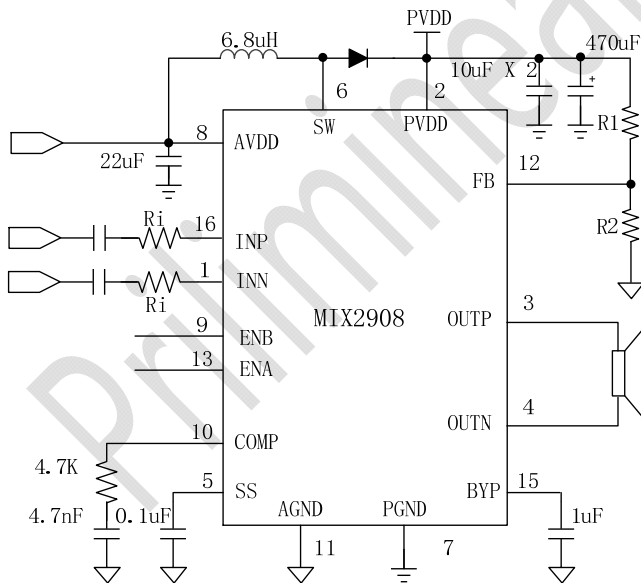 PVDD
6.8uH
470uF
10uF X 2
6
2
SW
PVDD
R1
8
AVDD
22uF
12
FB
Ri
16
INP
R2
1
INN
Ri
MIX2908
3
OUTP
9
ENB
13
ENA
4
OUTN
10
COMP
4.7K
5
SS
15
BYP
4.7nF
0.1uF
AGND
PGND
1uF
11
7
Priliminear